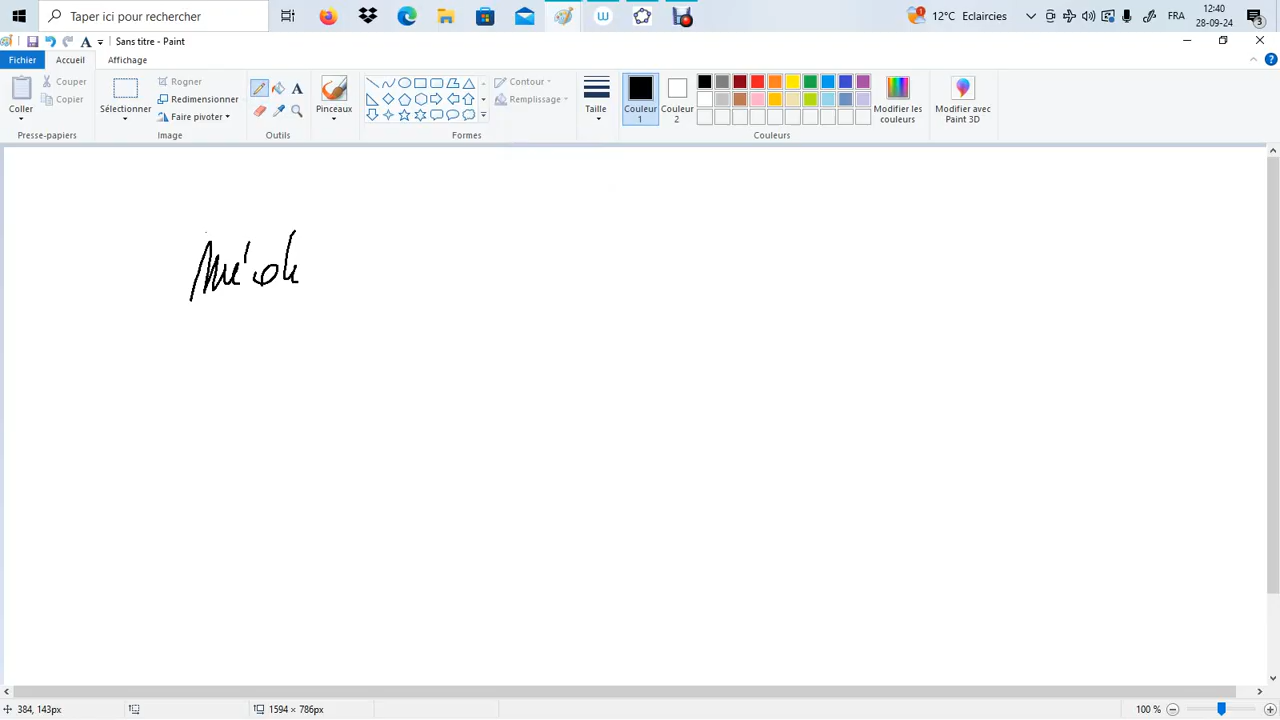 Taper ici pour rechercher
12°C Eclaircies
FRA
12:40
28-09-24
3
Sans titre - Paint
Fichier Accueil Affichage
Coller
Couper
Copier
Presse-papiers
Sélectionner
Rogner
Redimensionner
Faire pivoter
Image
Outils
Pinceaux
Contour
Remplissage
Formes
Taille
Couleur 1
Couleur 2
Couleurs
Modifier les couleurs
Modifier avec Paint 3D
384, 143px
1594 × 786px
100 %